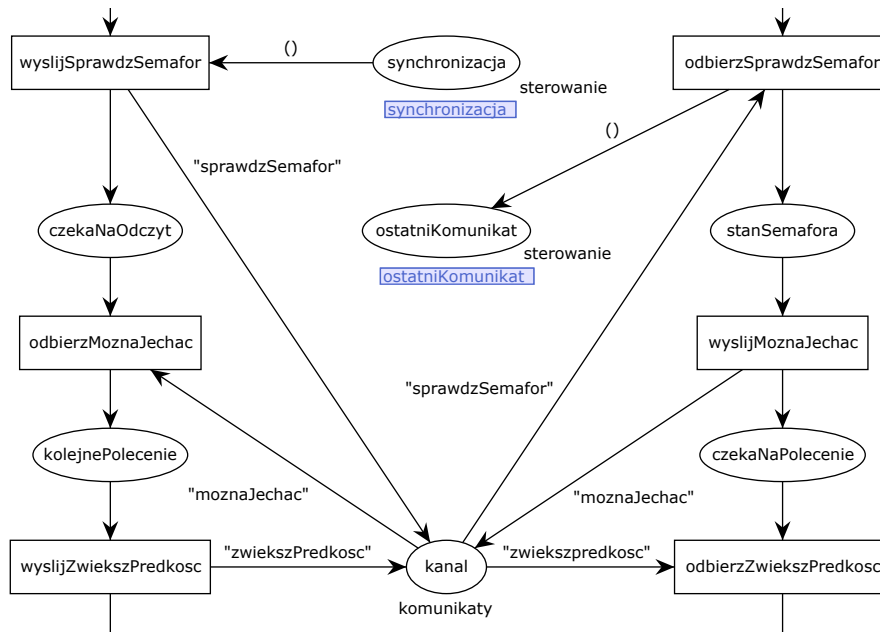 wyslijSprawdzSemafor
()
synchronizacja
odbierzSprawdzSemafor
sterowanie
synchronizacja
()
"sprawdzSemafor"
czekaNaOdczyt
ostatniKomunikat
stanSemafora
sterowanie
ostatniKomunikat
odbierzMoznaJechac
wyslijMoznaJechac
"sprawdzSemafor"
kolejnePolecenie
czekaNaPolecenie
"moznaJechac"
"moznaJechac"
"zwiekszPredkosc"
"zwiekszpredkosc"
wyslijZwiekszPredkosc
kanal
odbierzZwiekszPredkosc
komunikaty